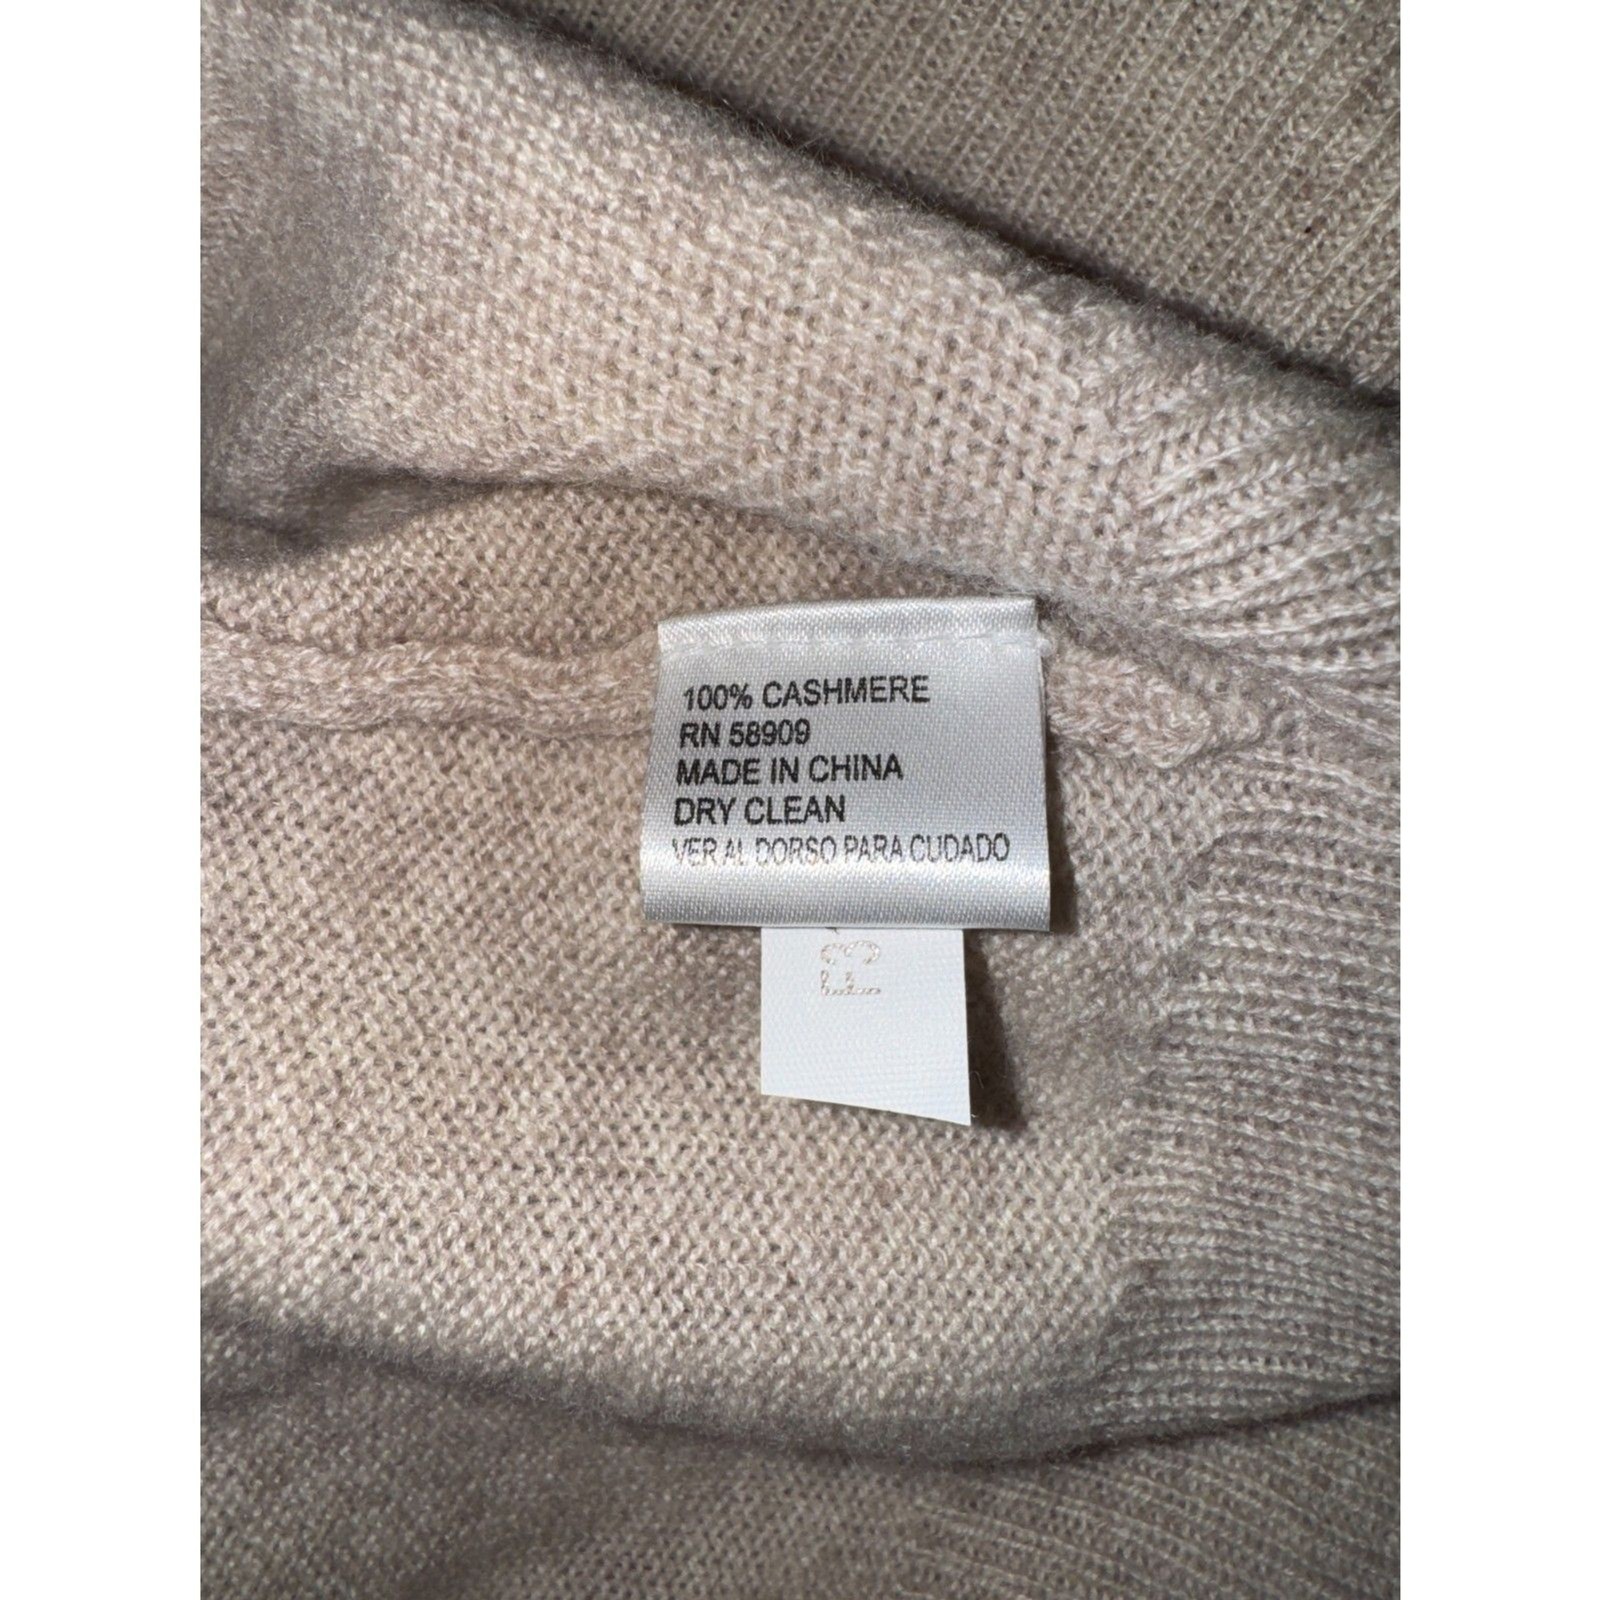 100% CASHMERE
RN 58909
MADE IN CHINA
DRY CLEAN
VER AL DORSO PARA CUDADO